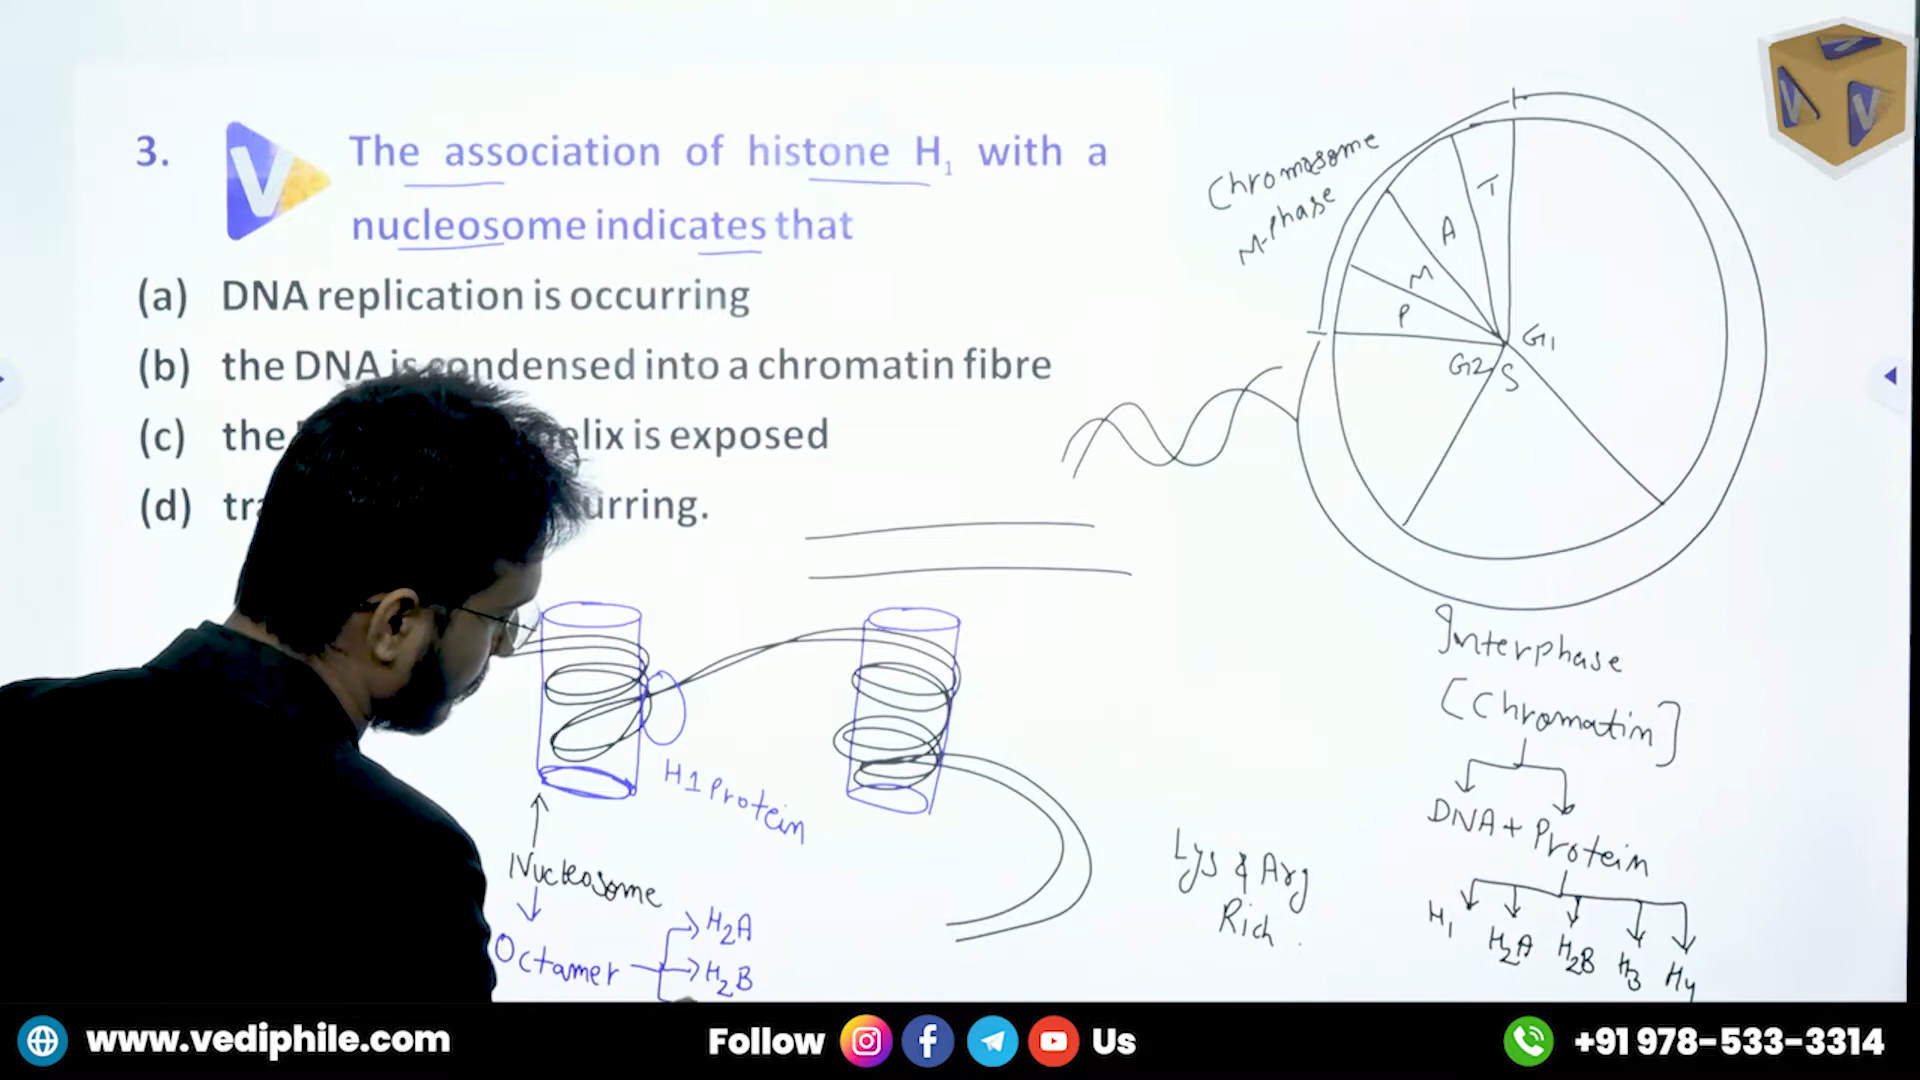 3. The association of histone H₁ with a
nucleosome indicates that
(a) DNA replication is occurring
(b) the DNA is condensed into a chromatin fibre
(c) the elix is exposed
(d) tra urring.
Chromosome
M-Phase
T
A
M
P
G1
G2
S
Interphase
[Chromatin]
DNA + Protein
H1 H2A H2B H3 H4
Lys & Arg
Rich.
H1 Protein
Nucleosome
Octamer
H2A
H2B
www.vediphile.com
Follow Us
+91 978-533-3314